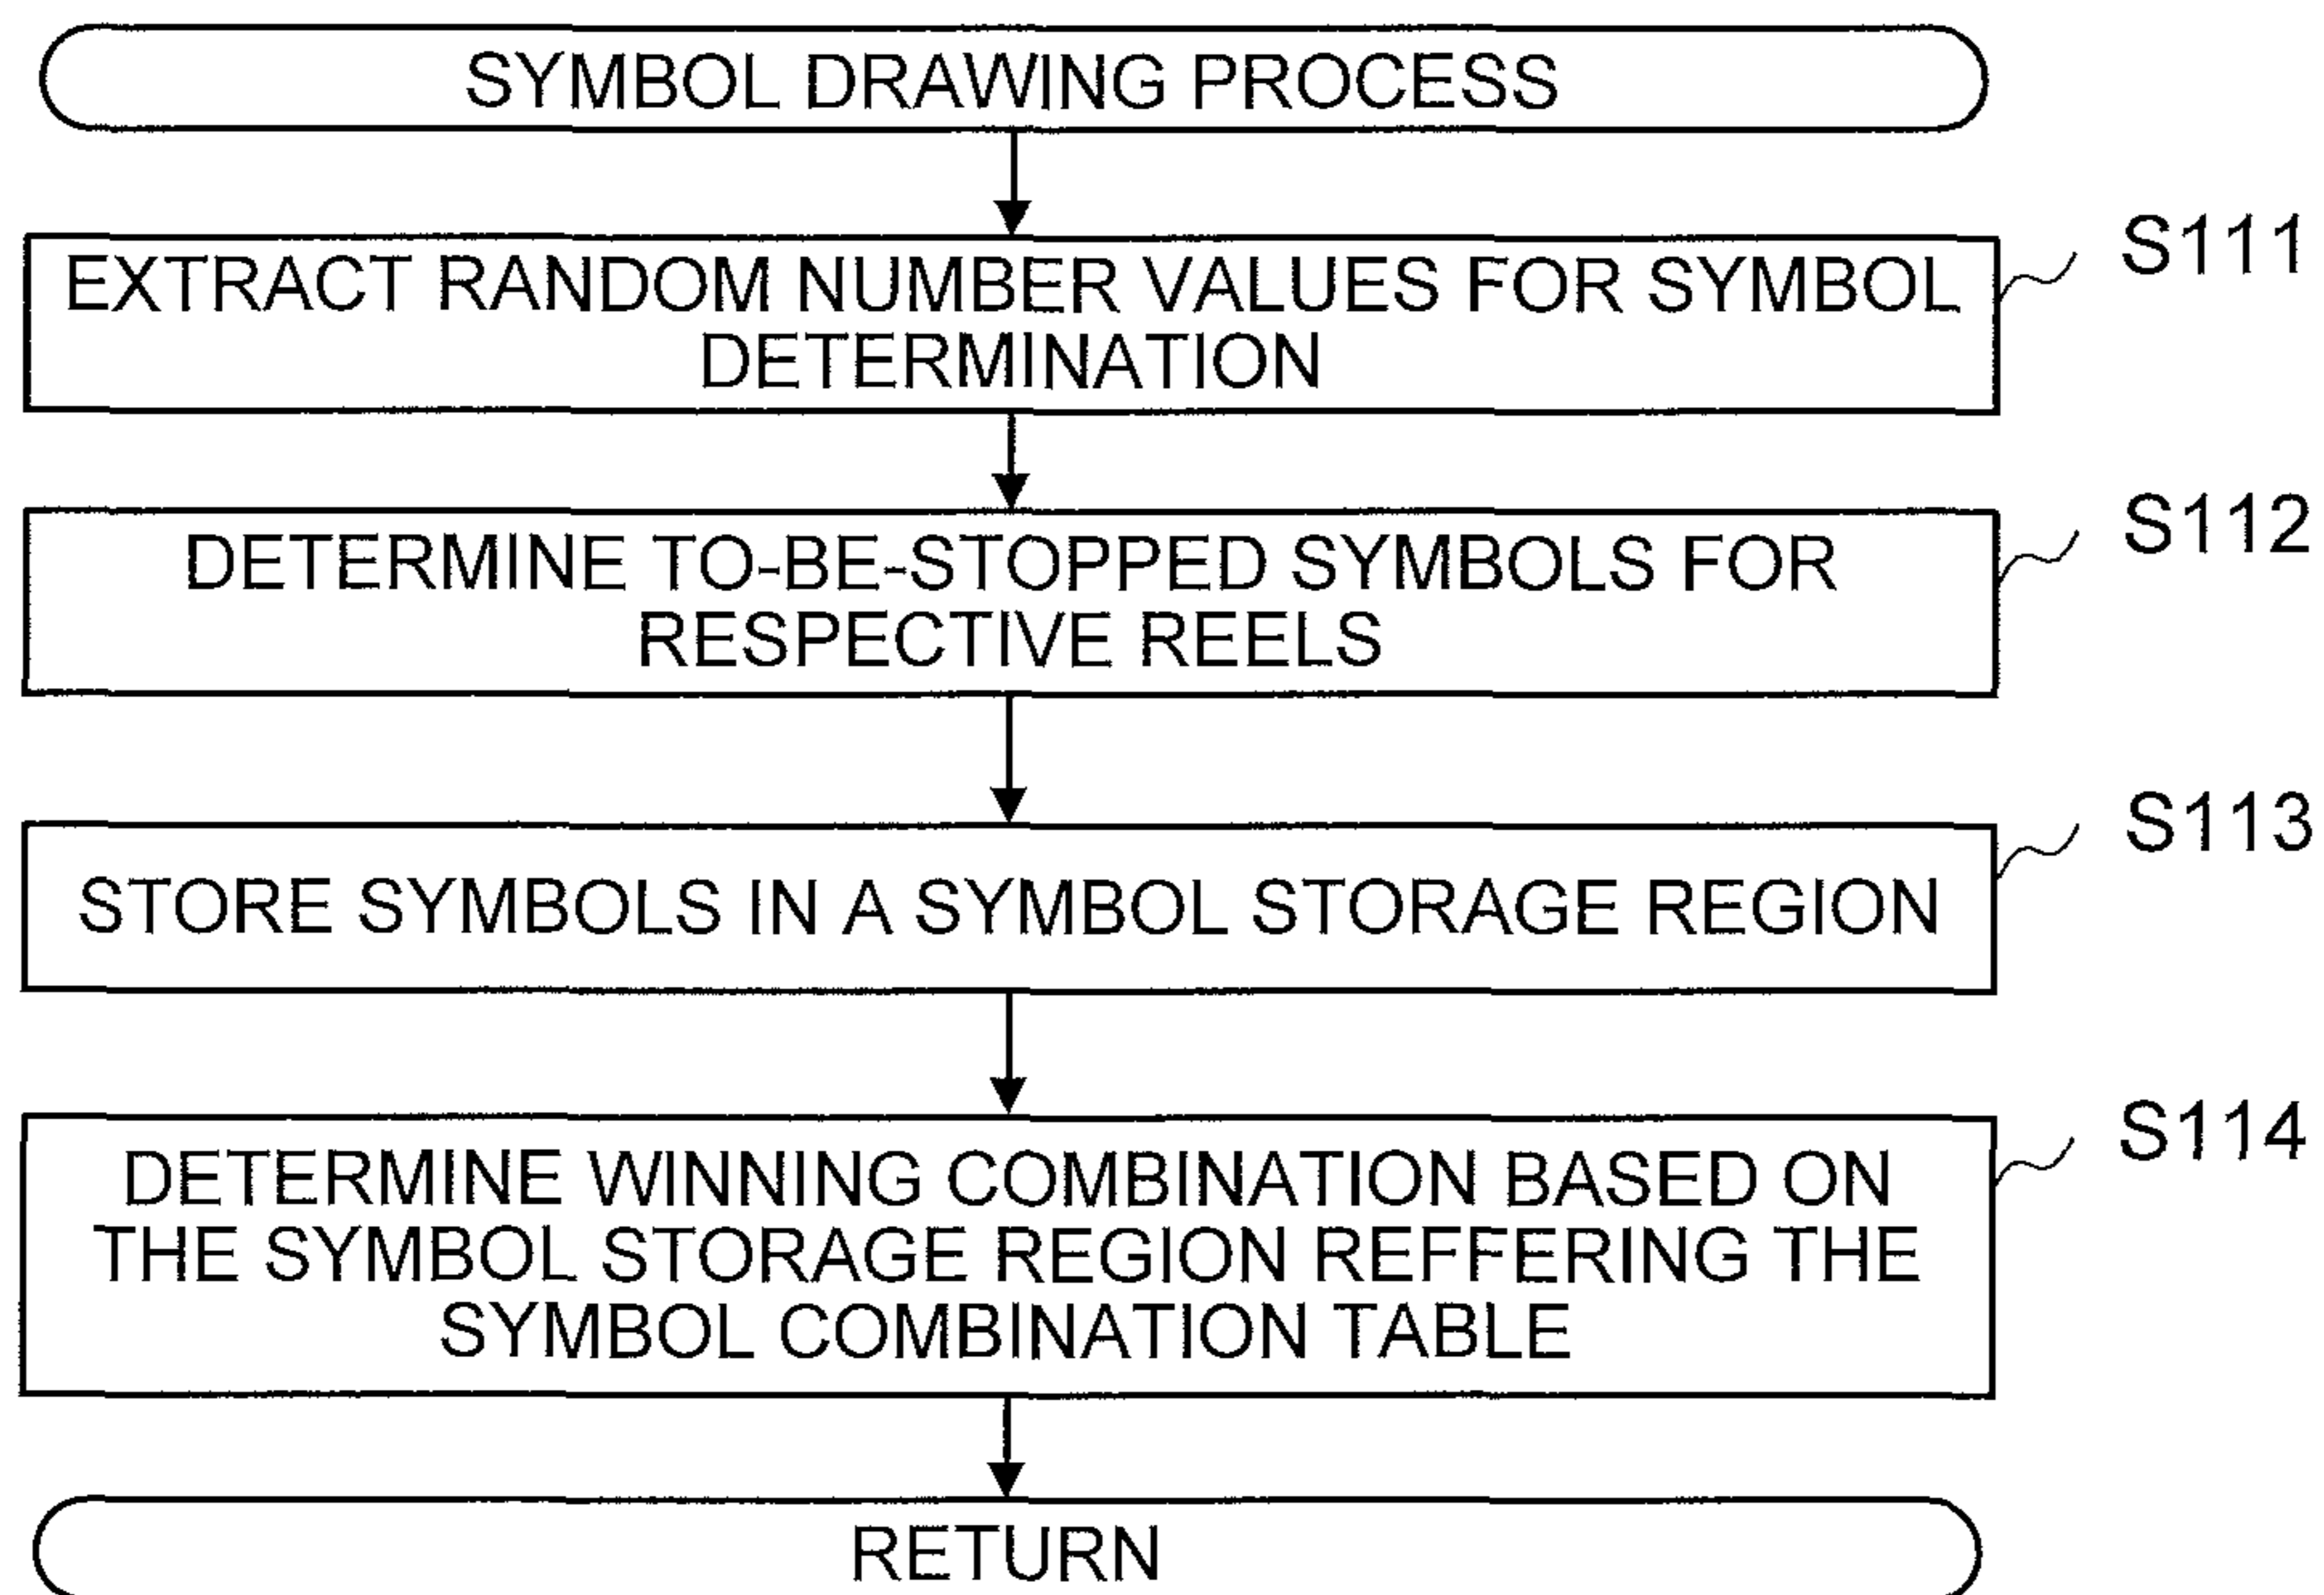 SYMBOL DRAWING PROCESS
EXTRACT RANDOM NUMBER VALUES FOR SYMBOL
DETERMINATION
S111
DETERMINE TO-BE-STOPPED SYMBOLS FOR
RESPECTIVE REELS
S112
STORE SYMBOLS IN A SYMBOL STORAGE REGION
S113
DETERMINE WINNING COMBINATION BASED ON
THE SYMBOL STORAGE REGION REFFERING THE
SYMBOL COMBINATION TABLE
S114
RETURN